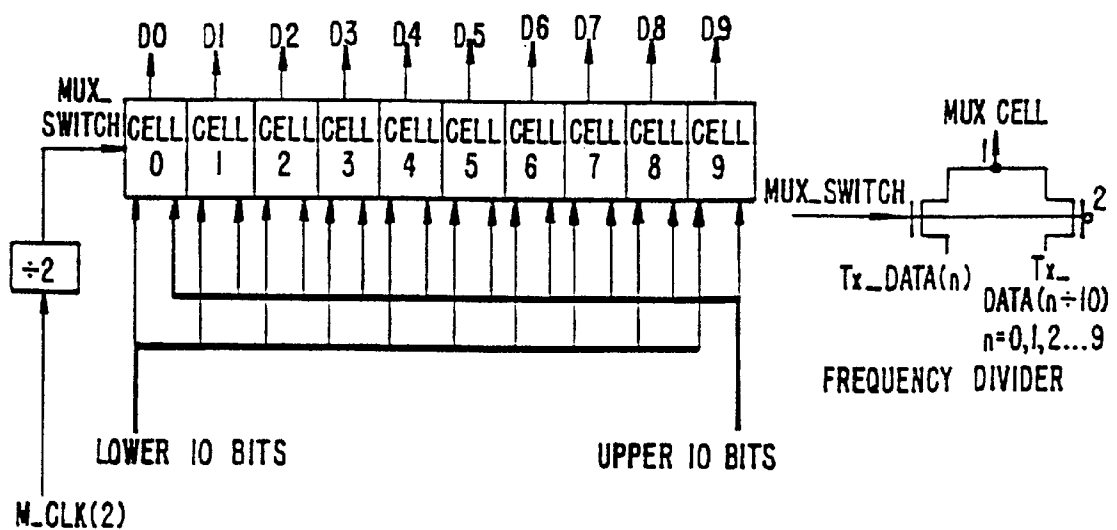 D0 D1 D2 D3 D4 D5 D6 D7 D8 D9
MUX_
SWITCH
CELL CELL CELL CELL CELL CELL CELL CELL CELL CELL
0 1 2 3 4 5 6 7 8 9
MUX CELL
1
MUX_SWITCH
2
÷2
Tx_DATA(n)
Tx_
DATA(n÷10)
n=0,1,2...9
FREQUENCY DIVIDER
LOWER 10 BITS
UPPER 10 BITS
M_CLK(2)